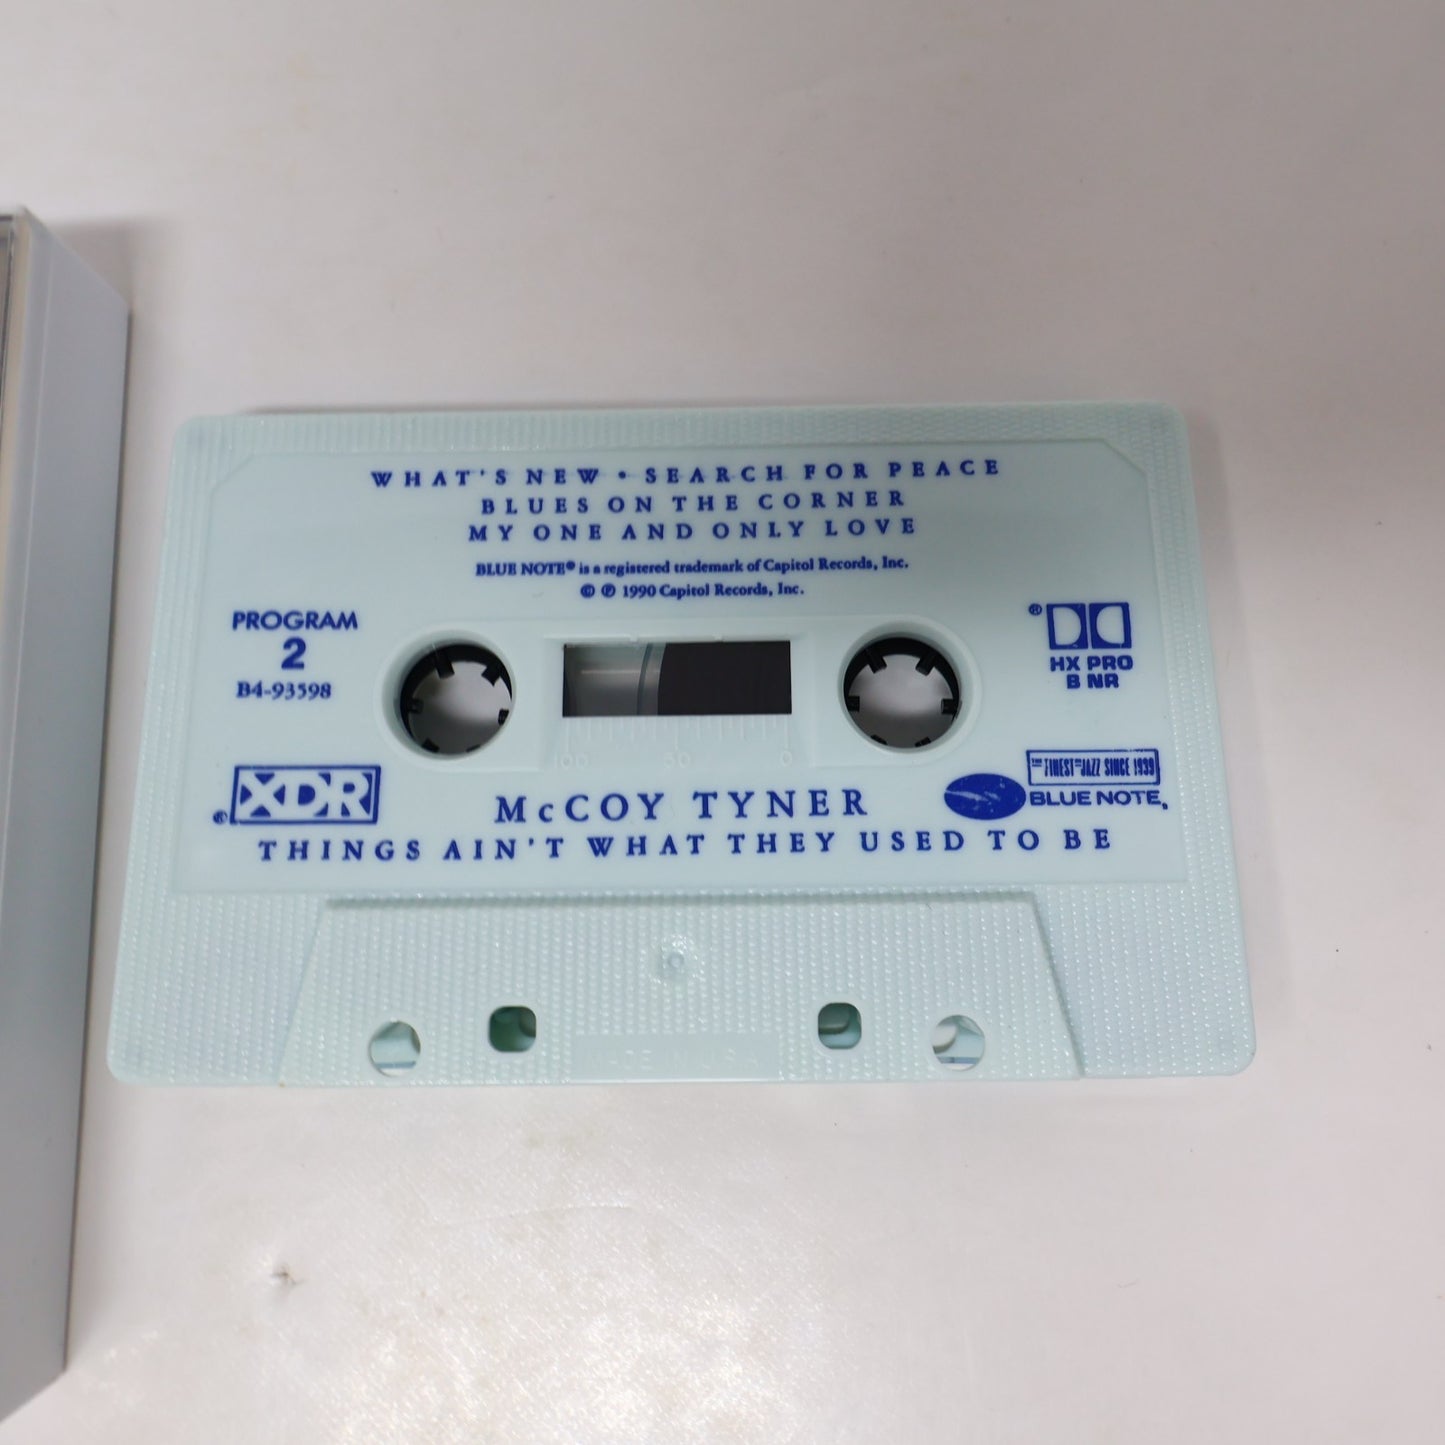 WHAT'S NEW • SEARCH FOR PEACE
BLUES ON THE CORNER
MY ONE AND ONLY LOVE
BLUE NOTE® is a registered trademark of Capitol Records, Inc.
© ℗ 1990 Capitol Records, Inc.
PROGRAM
2
B4-93598
®
HX PRO
B NR
100 50 0
XDR®
THE FINEST IN JAZZ SINCE 1939
BLUE NOTE®
McCOY TYNER
THINGS AIN'T WHAT THEY USED TO BE
MADE IN U.S.A.